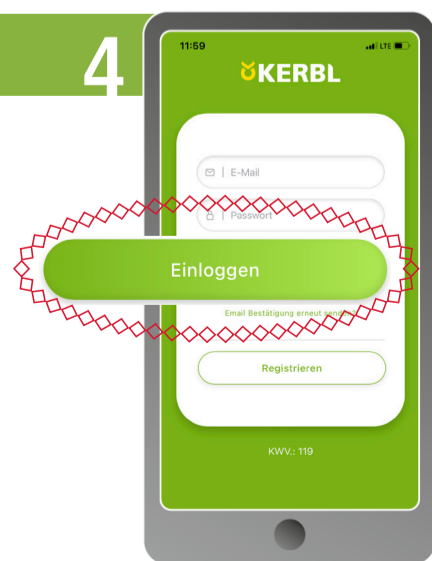 4
11:59
LTE
KERBL
E-Mail
Passwort
Einloggen
Email Bestätigung erneut senden?
Registrieren
KWV.: 119